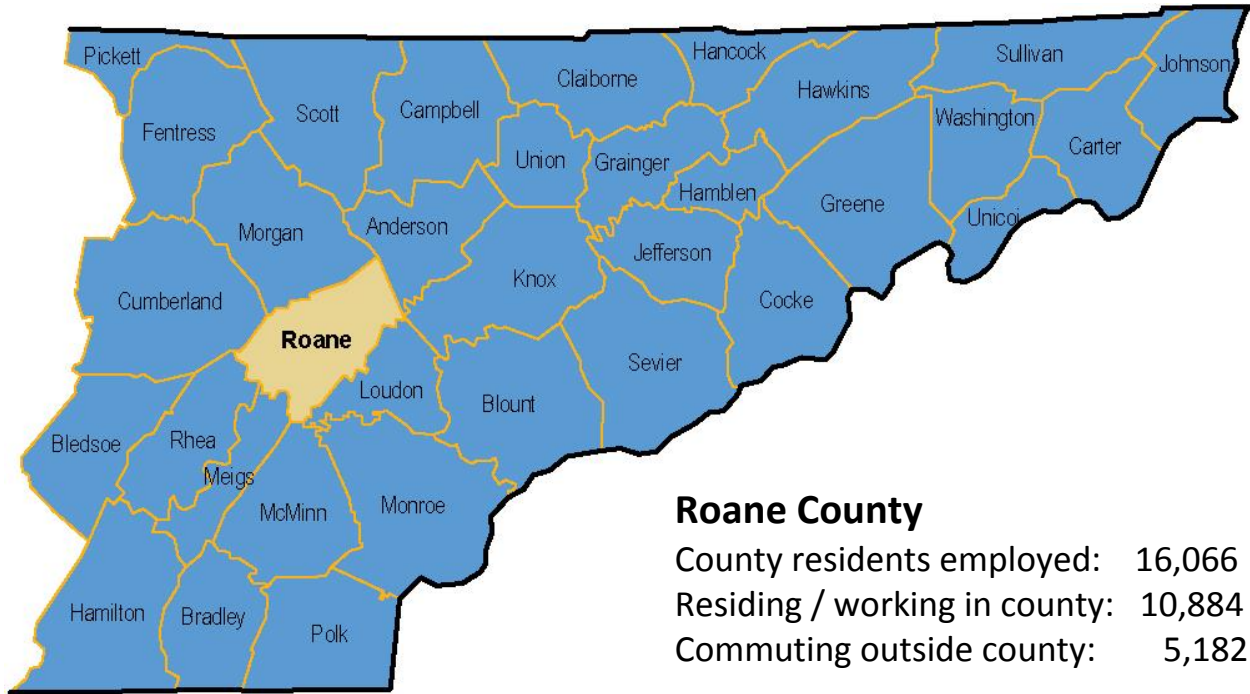 Pickett
Hancock
Sullivan
Johnson
Claiborne
Hawkins
Scott
Campbell
Fentress
Washington
Union
Grainger
Carter
Hamblen
Greene
Unicoi
Morgan
Anderson
Jefferson
Knox
Cocke
Cumberland
Roane
Sevier
Loudon
Blount
Bledsoe
Rhea
Meigs
McMinn
Monroe
Hamilton
Bradley
Polk
Roane County
County residents employed: 16,066
Residing / working in county: 10,884
Commuting outside county: 5,182